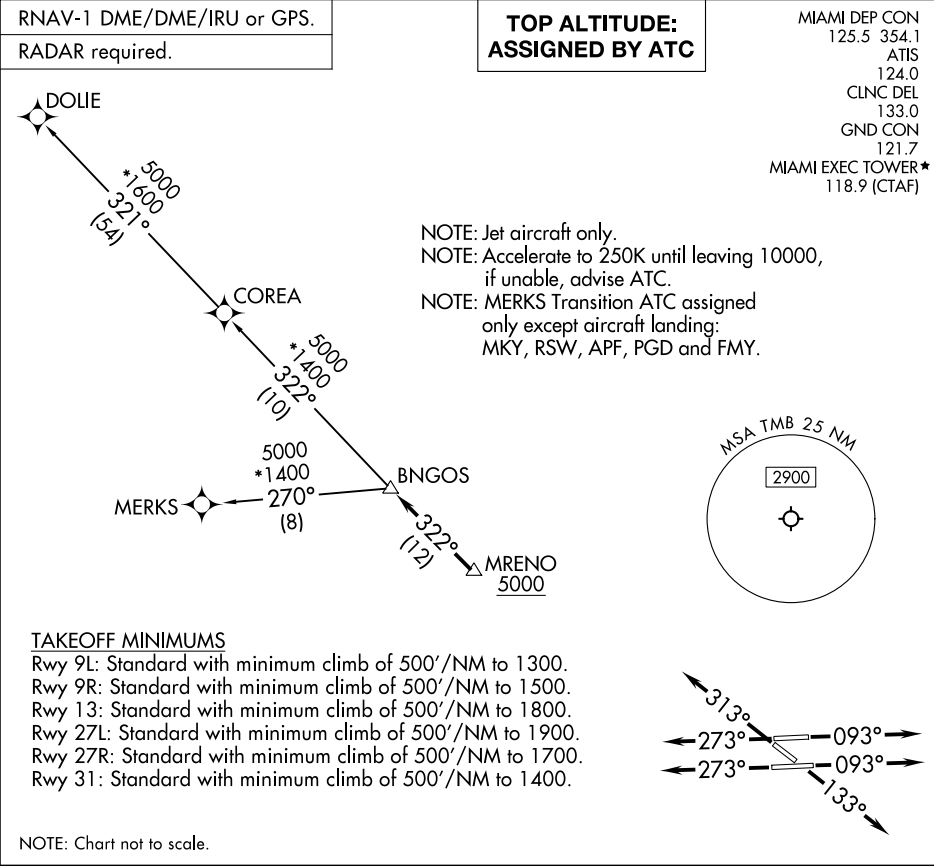 RNAV-1 DME/DME/IRU or GPS.
RADAR required.
TOP ALTITUDE:
ASSIGNED BY ATC
MIAMI DEP CON
125.5 354.1
ATIS
124.0
CLNC DEL
133.0
GND CON
121.7
MIAMI EXEC TOWER★
118.9 (CTAF)
DOLIE
5000
*1600
321°
(54)
COREA
5000
*1400
322°
(10)
NOTE: Jet aircraft only.
NOTE: Accelerate to 250K until leaving 10000,
if unable, advise ATC.
NOTE: MERKS Transition ATC assigned
only except aircraft landing:
MKY, RSW, APF, PGD and FMY.
5000
*1400
270°
(8)
MERKS
BNGOS
322°
(12)
MRENO
5000
MSA TMB 25 NM
2900
TAKEOFF MINIMUMS
Rwy 9L: Standard with minimum climb of 500'/NM to 1300.
Rwy 9R: Standard with minimum climb of 500'/NM to 1500.
Rwy 13: Standard with minimum climb of 500'/NM to 1800.
Rwy 27L: Standard with minimum climb of 500'/NM to 1900.
Rwy 27R: Standard with minimum climb of 500'/NM to 1700.
Rwy 31: Standard with minimum climb of 500'/NM to 1400.
313°
273°
093°
273°
093°
133°
NOTE: Chart not to scale.